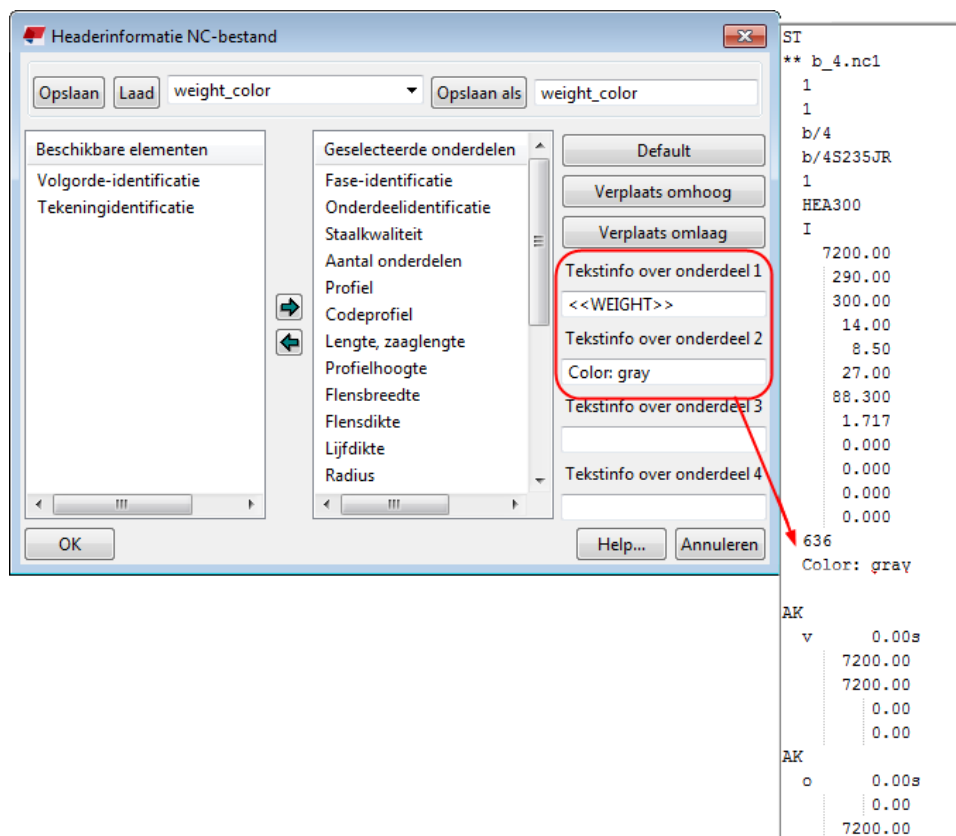 Headerinformatie NC-bestand
Opslaan Laad weight_color Opslaan als weight_color
Beschikbare elementen
Volgorde-identificatie
Tekeningidentificatie
Geselecteerde onderdelen
Fase-identificatie
Onderdeelidentificatie
Staalkwaliteit
Aantal onderdelen
Profiel
Codeprofiel
Lengte, zaaglengte
Profielhoogte
Flensbreedte
Flensdikte
Lijfdikte
Radius
Default
Verplaats omhoog
Verplaats omlaag
Tekstinfo over onderdeel 1
<<WEIGHT>>
Tekstinfo over onderdeel 2
Color: gray
Tekstinfo over onderdeel 3
Tekstinfo over onderdeel 4
OK Help... Annuleren
ST
** b_4.nc1
1
1
b/4
b/4S235JR
1
HEA300
I
7200.00
290.00
300.00
14.00
8.50
27.00
88.300
1.717
0.000
0.000
0.000
0.000
636
Color: gray
AK
v 0.00s
7200.00
7200.00
0.00
0.00
AK
o 0.00s
0.00
7200.00